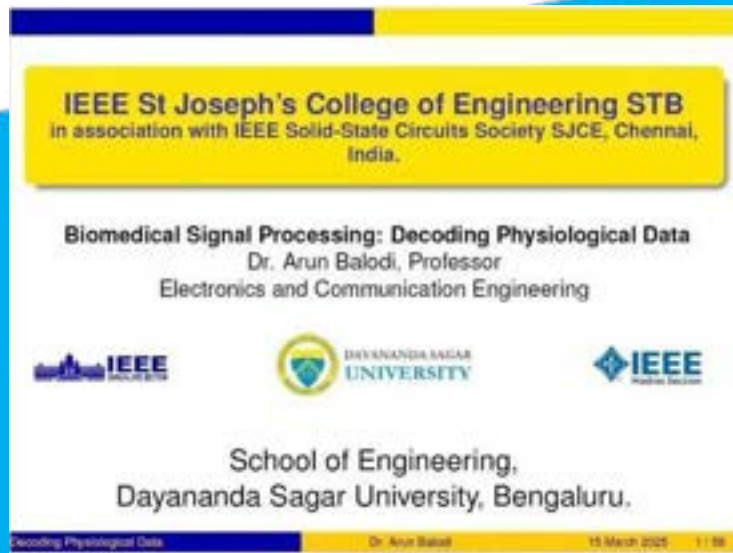 IEEE St Joseph's College of Engineering STB
in association with IEEE Solid-State Circuits Society SJCE, Chennai,
India.
Biomedical Signal Processing: Decoding Physiological Data
Dr. Arun Balodi, Professor
Electronics and Communication Engineering
IEEE
DAYANANDA SAGAR
UNIVERSITY
IEEE
Madras Section
School of Engineering,
Dayananda Sagar University, Bengaluru.
Decoding Physiological Data
Dr. Arun Balodi
15 March 2025